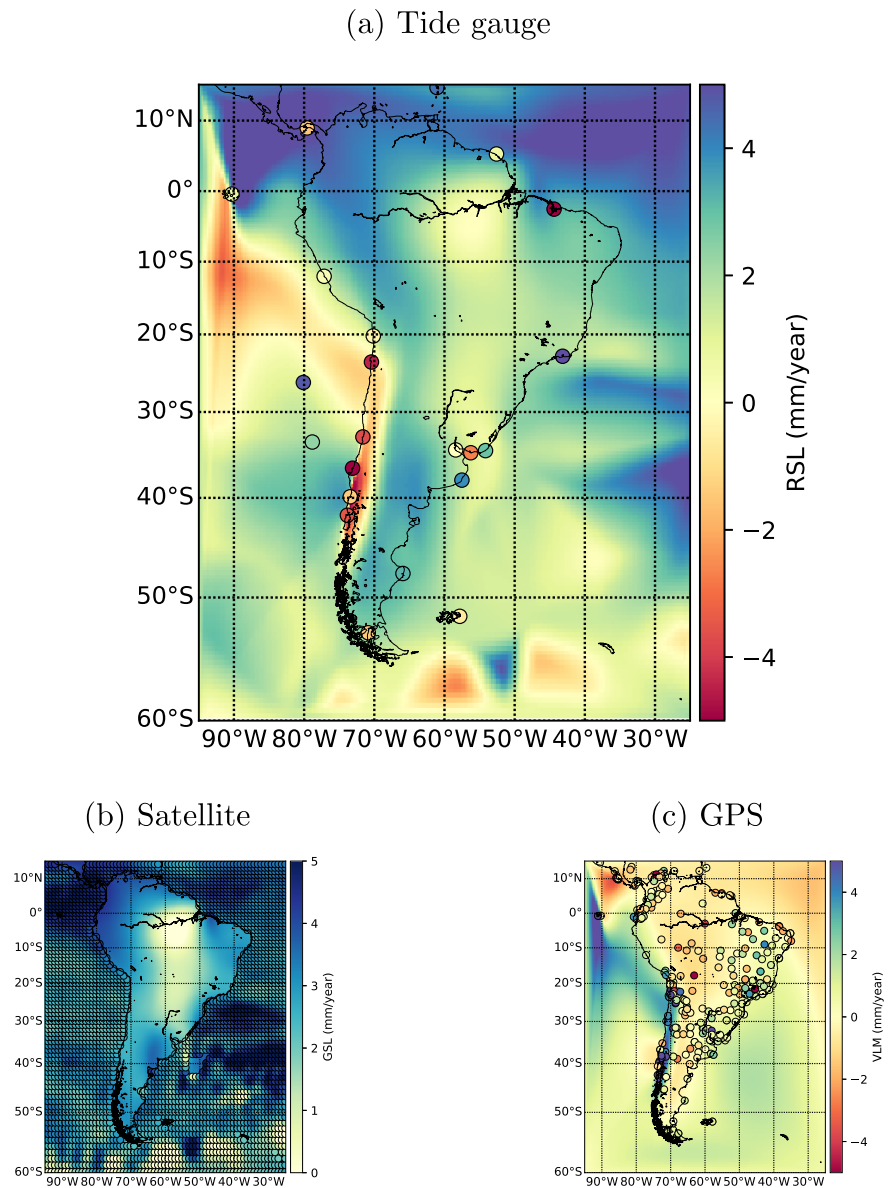 (a) Tide gauge
10°N
0°
10°S
20°S
30°S
40°S
50°S
60°S
90°W 80°W 70°W 60°W 50°W 40°W 30°W
4
2
0
−2
−4
RSL (mm/year)
(b) Satellite
10°N
0°
10°S
20°S
30°S
40°S
50°S
60°S
90°W 80°W 70°W 60°W 50°W 40°W 30°W
5
4
3
2
1
0
GSL (mm/year)
(c) GPS
10°N
0°
10°S
20°S
30°S
40°S
50°S
60°S
90°W 80°W 70°W 60°W 50°W 40°W 30°W
4
2
0
−2
−4
VLM (mm/year)